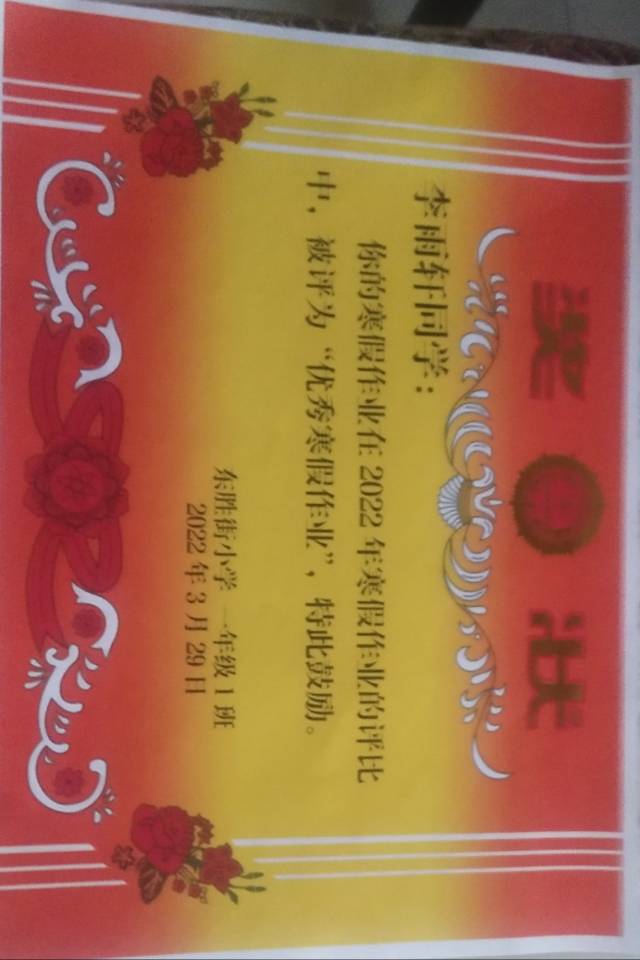 奖状
李雨轩同学：
你的寒假作业在2022年寒假作业的评比
中，被评为“优秀寒假作业”，特此鼓励。
东胜街小学 一年级1班
2022年3月29日